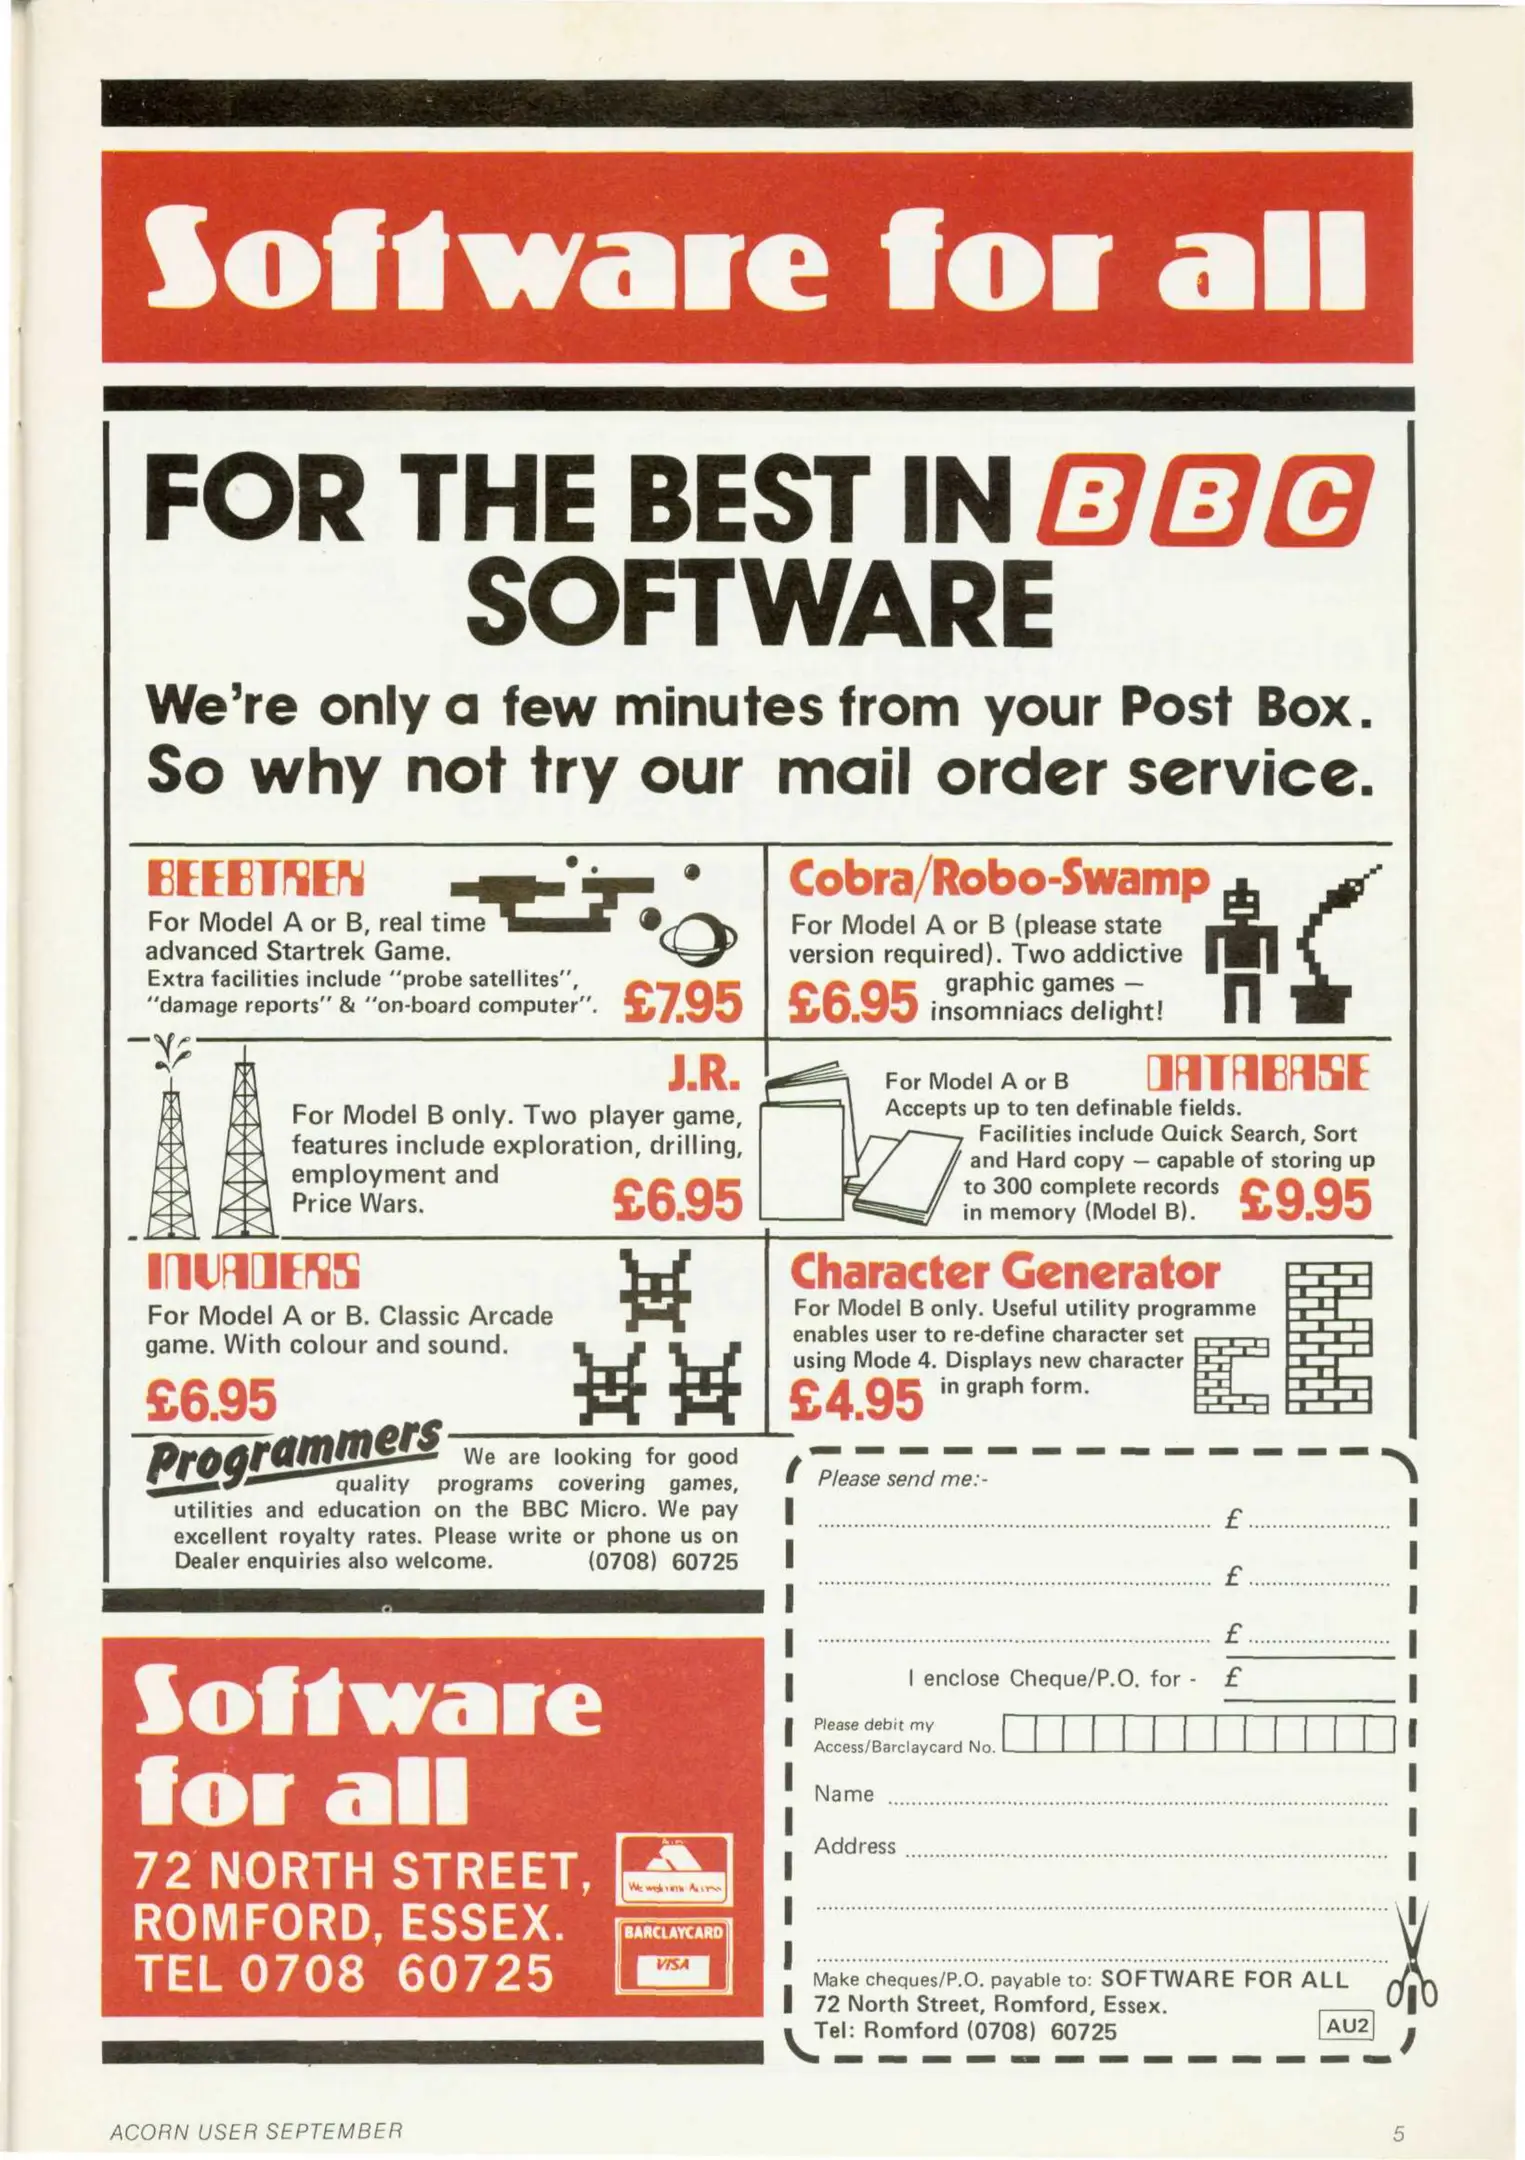 Software for all
FOR THE BEST IN BBC
SOFTWARE
We're only a few minutes from your Post Box.
So why not try our mail order service.
BEEBTREK
For Model A or B, real time
advanced Startrek Game.
Extra facilities include "probe satellites",
"damage reports" & "on-board computer".
£7.95
Cobra/Robo-Swamp
For Model A or B (please state
version required). Two addictive
graphic games —
insomniacs delight!
£6.95
J.R.
For Model B only. Two player game,
features include exploration, drilling,
employment and
Price Wars.
£6.95
DATABASE
For Model A or B
Accepts up to ten definable fields.
Facilities include Quick Search, Sort
and Hard copy — capable of storing up
to 300 complete records
in memory (Model B).
£9.95
INVADERS
For Model A or B. Classic Arcade
game. With colour and sound.
£6.95
Character Generator
For Model B only. Useful utility programme
enables user to re-define character set
using Mode 4. Displays new character
in graph form.
£4.95
C E
Programmers
We are looking for good
quality programs covering games,
utilities and education on the BBC Micro. We pay
excellent royalty rates. Please write or phone us on
Dealer enquiries also welcome. (0708) 60725
Software
for all
72 NORTH STREET,
ROMFORD, ESSEX.
TEL 0708 60725
BARCLAYCARD
VISA
Please send me:-
£
£
£
I enclose Cheque/P.O. for - £
Please debit my
Access/Barclaycard No.
Name
Address
Make cheques/P.O. payable to: SOFTWARE FOR ALL
72 North Street, Romford, Essex.
Tel: Romford (0708) 60725
AU2
ACORN USER SEPTEMBER
5